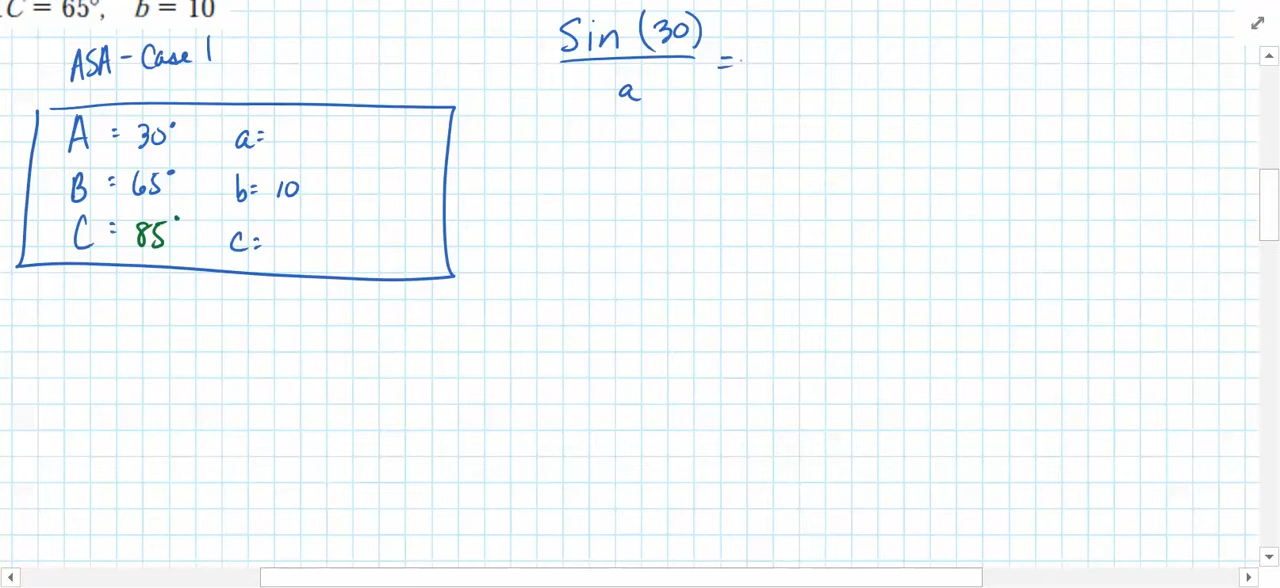 C = 65°, b = 10
ASA - Case 1
A = 30° a=
B = 65° b= 10
C = 85° c=
Sin (30)
a
=